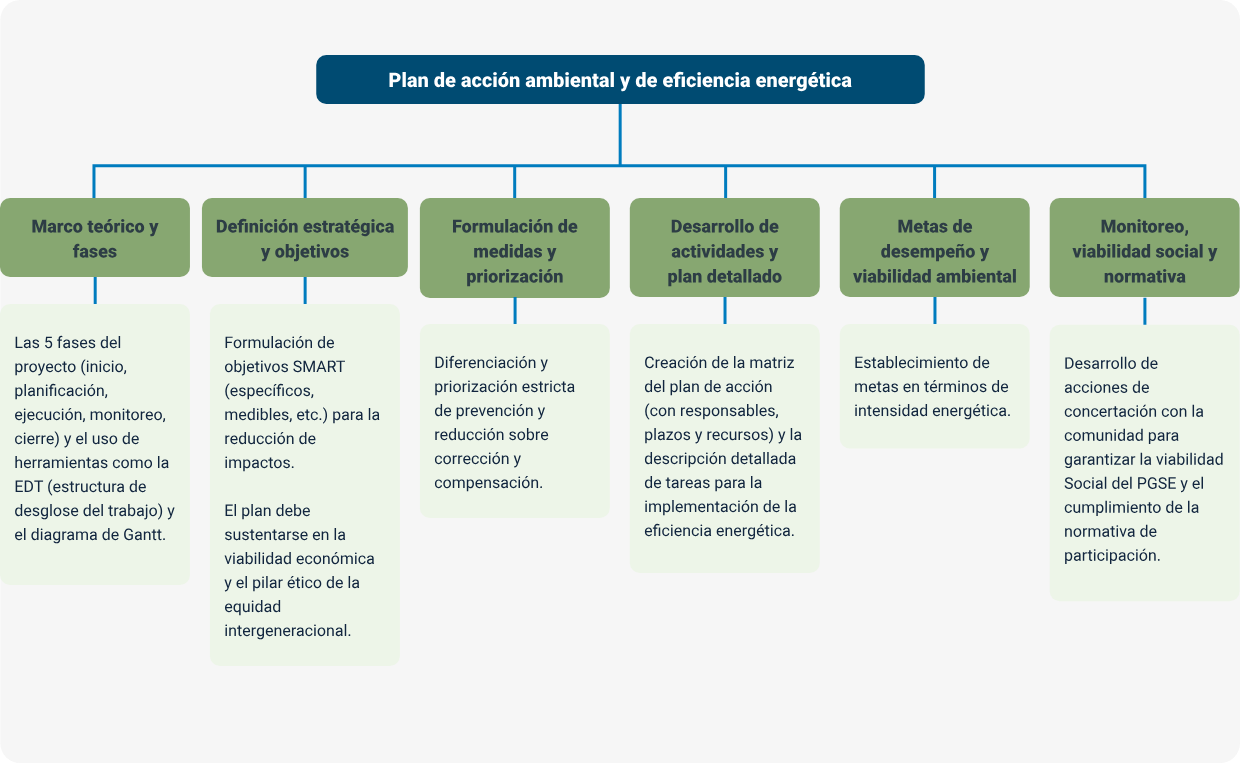 Plan de acción ambiental y de eficiencia energética
Marco teórico y
fases
Las 5 fases del
proyecto (inicio,
planificación,
ejecución, monitoreo,
cierre) y el uso de
herramientas como la
EDT (estructura de
desglose del trabajo) y
el diagrama de Gantt.
Definición estratégica
y objetivos
Formulación de
objetivos SMART
(específicos,
medibles, etc.) para la
reducción de
impactos.
El plan debe
sustentarse en la
viabilidad económica
y el pilar ético de la
equidad
intergeneracional.
Formulación de
medidas y
priorización
Diferenciación y
priorización estricta
de prevención y
reducción sobre
corrección y
compensación.
Desarrollo de
actividades y
plan detallado
Creación de la matriz
del plan de acción
(con responsables,
plazos y recursos) y la
descripción detallada
de tareas para la
implementación de la
eficiencia energética.
Metas de
desempeño y
viabilidad ambiental
Establecimiento de
metas en términos de
intensidad energética.
Monitoreo,
viabilidad social y
normativa
Desarrollo de
acciones de
concertación con la
comunidad para
garantizar la viabilidad
Social del PGSE y el
cumplimiento de la
normativa de
participación.